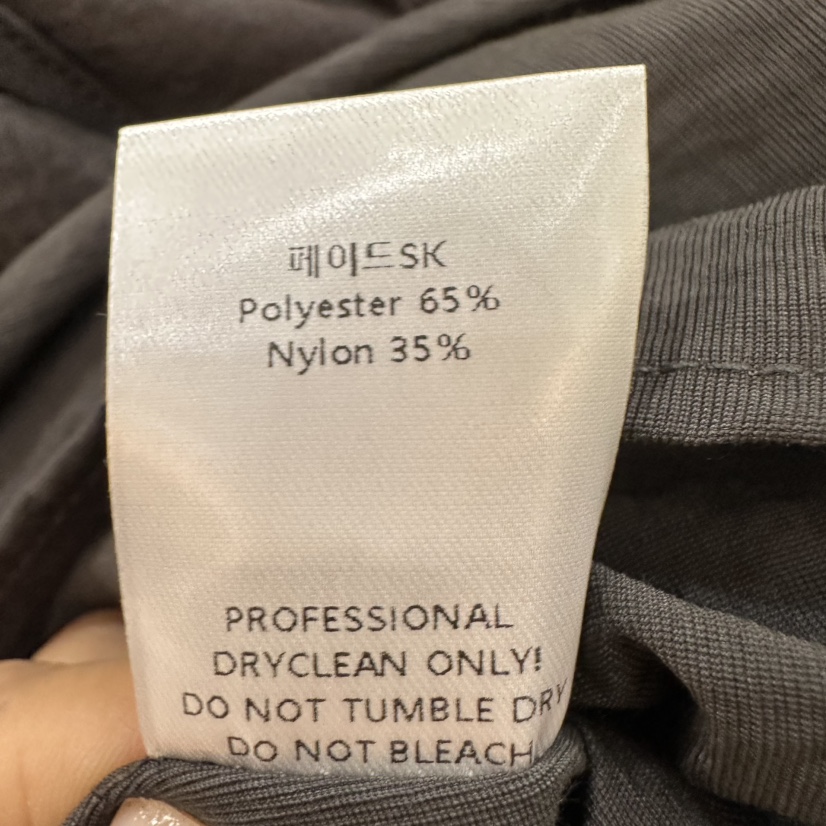 페이드SK
Polyester 65%
Nylon 35%
PROFESSIONAL
DRYCLEAN ONLY!
DO NOT TUMBLE DRY
DO NOT BLEACH